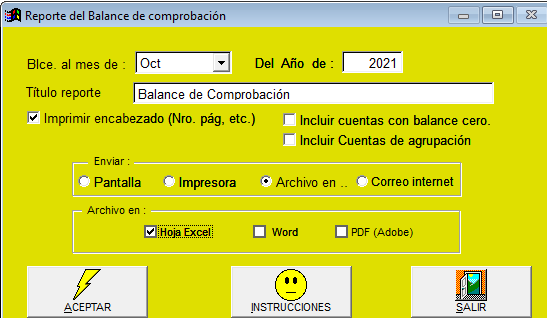 Reporte del Balance de comprobación
Blce. al mes de : Oct Del Año de : 2021
Título reporte Balance de Comprobación
Imprimir encabezado (Nro. pág, etc.) Incluir cuentas con balance cero.
Incluir Cuentas de agrupación
Enviar :
Pantalla Impresora Archivo en .. Correo internet
Archivo en :
Hoja Excel Word PDF (Adobe)
ACEPTAR INSTRUCCIONES SALIR